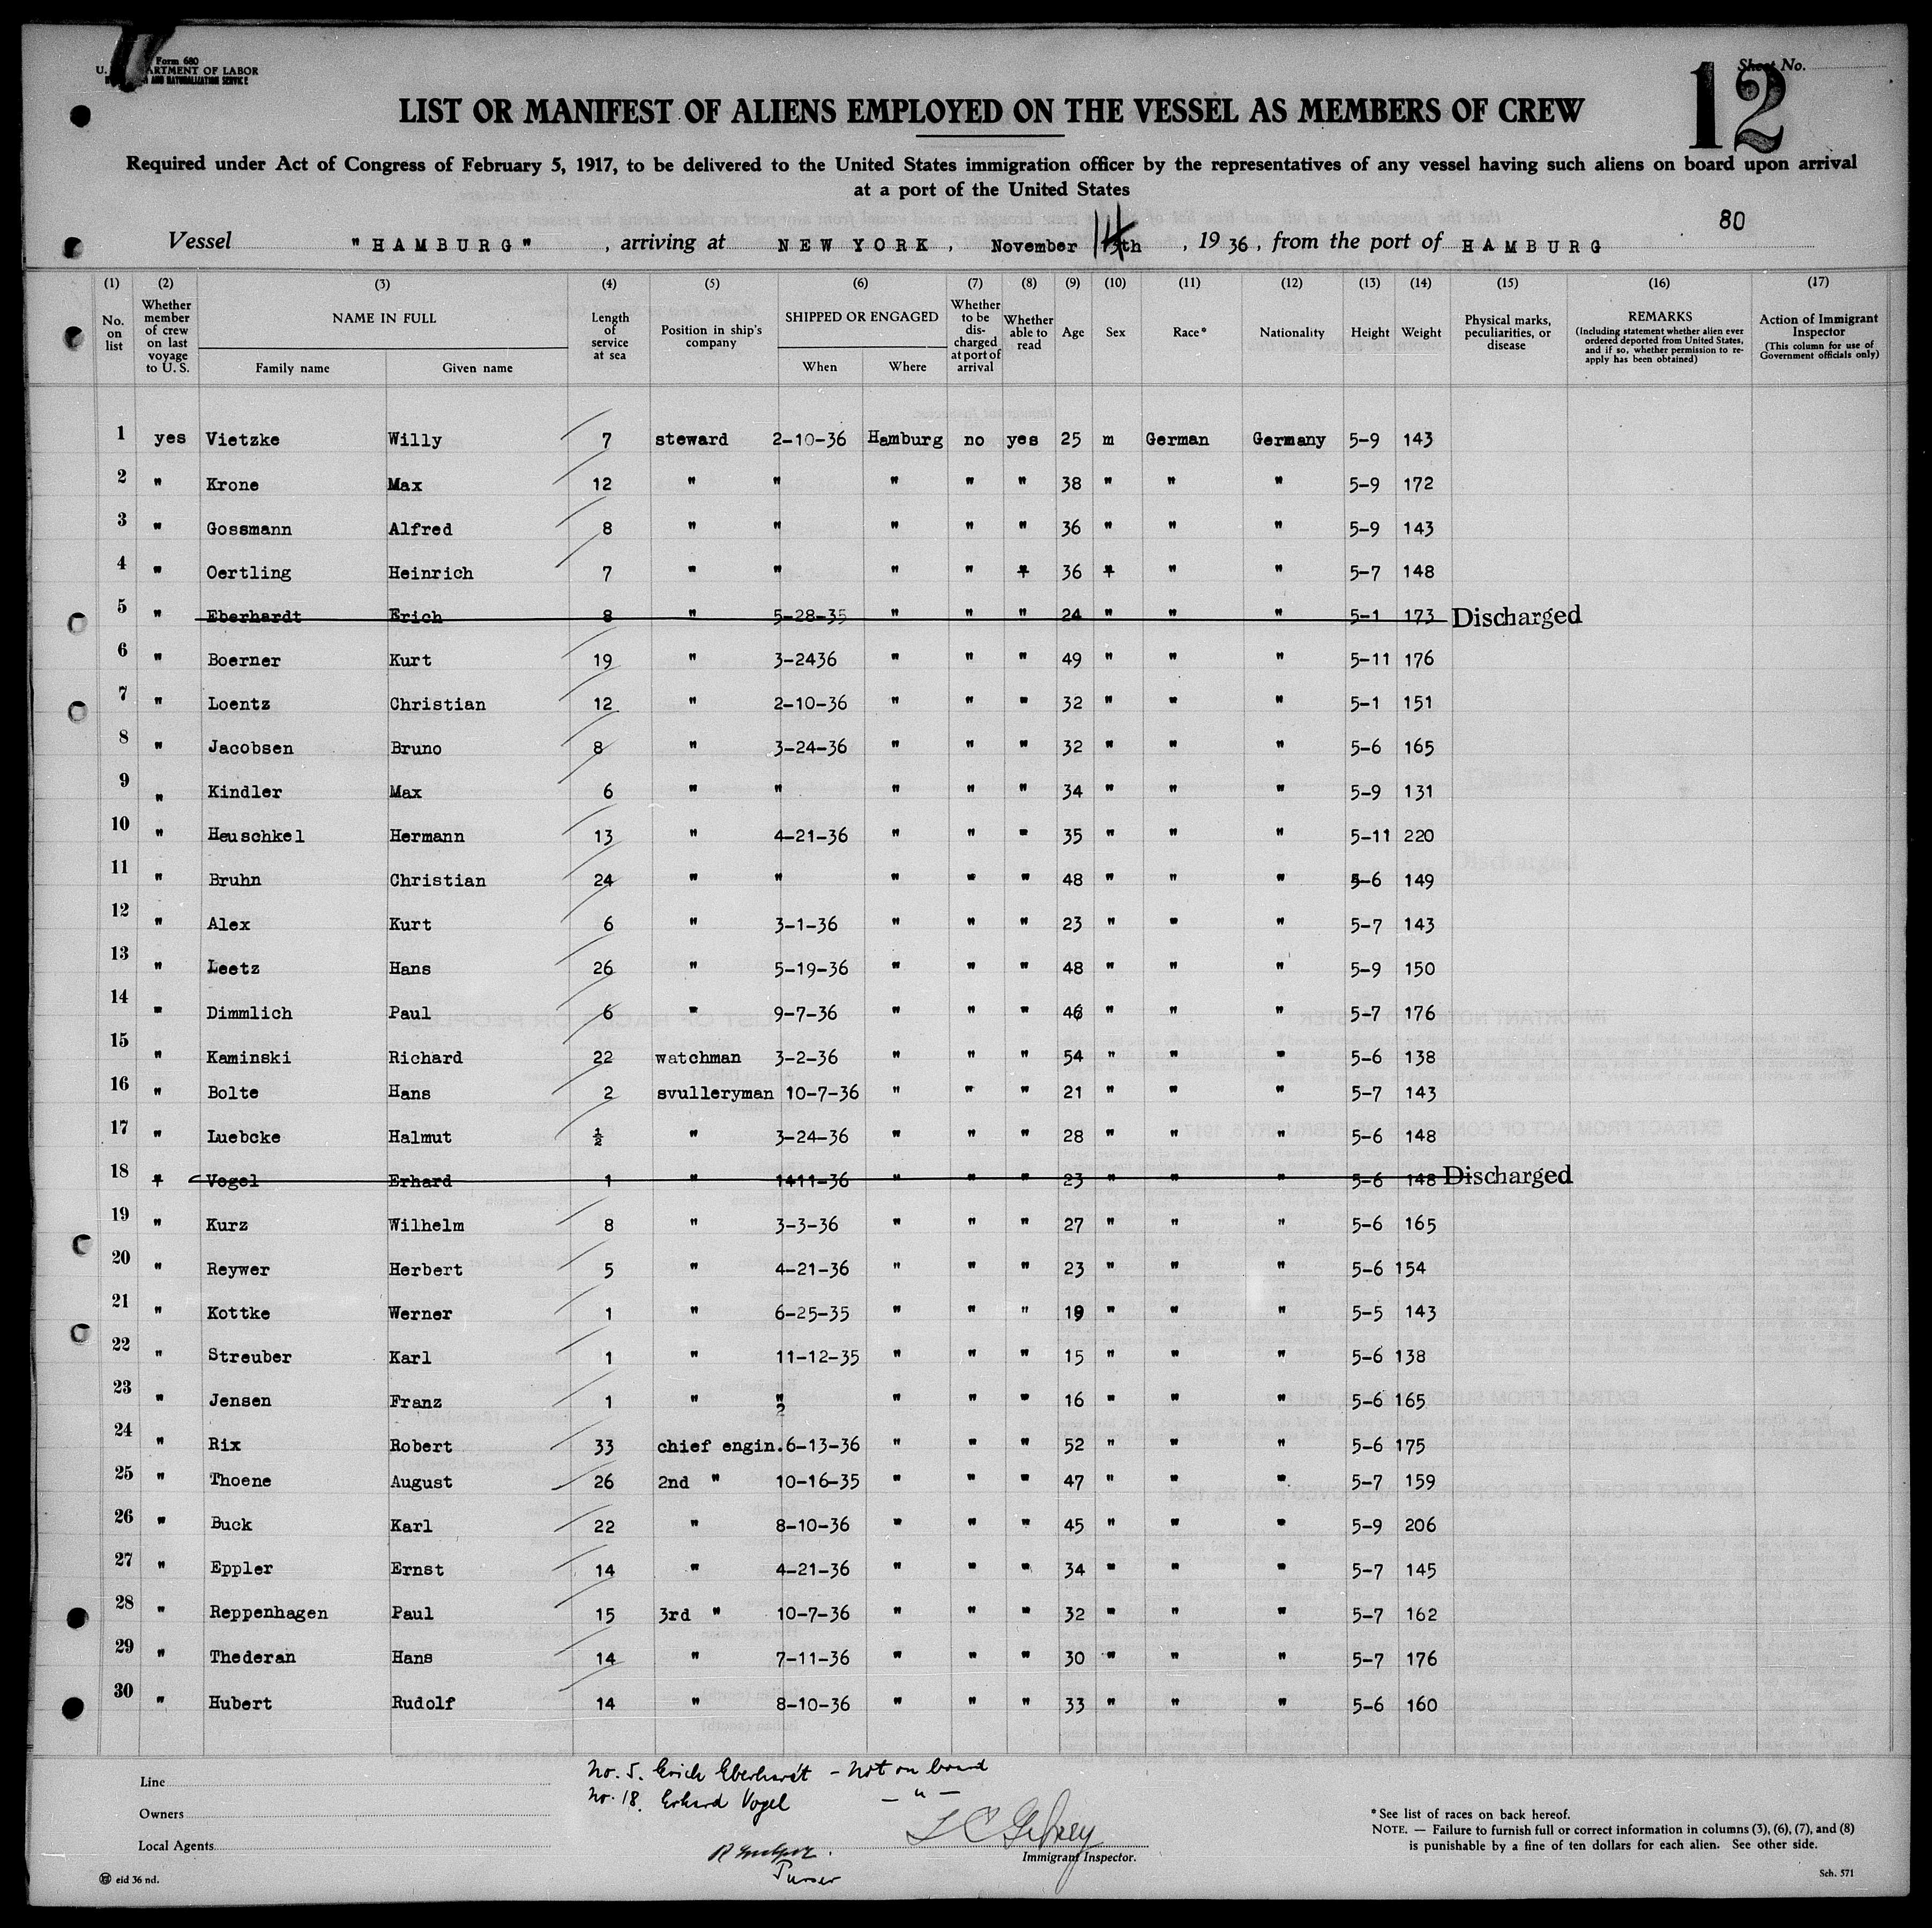 Form 680
U. DEPARTMENT OF LABOR
AND NATURALIZATION SERVICE
Sheet No.
12
LIST OR MANIFEST OF ALIENS EMPLOYED ON THE VESSEL AS MEMBERS OF CREW
Required under Act of Congress of February 5, 1917, to be delivered to the United States immigration officer by the representatives of any vessel having such aliens on board upon arrival
at a port of the United States
80
Vessel "HAMBURG", arriving at NEW YORK, November 14th, 1936, from the port of HAMBURG
(1) (2) (3) (4) (5) (6) (7) (8) (9) (10) (11) (12) (13) (14) (15) (16) (17)
No. on list | Whether member of crew on last voyage to U. S. | NAME IN FULL Family name Given name | Length of service at sea | Position in ship's company | SHIPPED OR ENGAGED When Where | Whether to be discharged at port of arrival | Whether able to read | Age | Sex | Race* | Nationality | Height | Weight | Physical marks, peculiarities, or disease | REMARKS (Including statement whether alien ever ordered deported from United States, and if so, whether permission to re-apply has been obtained) | Action of Immigrant Inspector (This column for use of Government officials only)
1 yes Vietzke Willy 7 steward 2-10-36 Hamburg no yes 25 m German Germany 5-9 143
2 " Krone Max 12 " " " " " 38 " " " 5-9 172
3 " Gossmann Alfred 8 " " " " " 36 " " " 5-9 143
4 " Oertling Heinrich 7 " " " " " 36 " " " 5-7 148
5 " Eberhardt Erich 8 " 5-28-35 " " " 24 " " " 5-1 173 Discharged
6 " Boerner Kurt 19 " 3-2436 " " " 49 " " " 5-11 176
7 " Loentz Christian 12 " 2-10-36 " " " 32 " " " 5-1 151
8 " Jacobsen Bruno 8 " 3-24-36 " " " 32 " " " 5-6 165
9 " Kindler Max 6 " " " " " 34 " " " 5-9 131
10 " Heuschkel Hermann 13 " 4-21-36 " " " 35 " " " 5-11 220
11 " Bruhn Christian 24 " " " " " 48 " " " 5-6 149
12 " Alex Kurt 6 " 3-1-36 " " " 23 " " " 5-7 143
13 " Leetz Hans 26 " 5-19-36 " " " 48 " " " 5-9 150
14 " Dimmlich Paul 6 " 9-7-36 " " " 46 " " " 5-7 176
15 " Kaminski Richard 22 watchman 3-2-36 " " " 54 " " " 5-6 138
16 " Bolte Hans 2 svulleryman 10-7-36 " " " 21 " " " 5-7 143
17 " Luebcke Halmut ½ " 3-24-36 " " " 28 " " " 5-6 148
18 " Vogel Erhard 1 " 1411-36 " " " 23 " " " 5-6 148 Discharged
19 " Kurz Wilhelm 8 " 3-3-36 " " " 27 " " " 5-6 165
20 " Reywer Herbert 5 " 4-21-36 " " " 23 " " " 5-6 154
21 " Kottke Werner 1 " 6-25-35 " " " 19 " " " 5-5 143
22 " Streuber Karl 1 " 11-12-35 " " " 15 " " " 5-6 138
23 " Jensen Franz 1 " " " " " 16 " " " 5-6 165
2
24 " Rix Robert 33 chief engin. 6-13-36 " " " 52 " " " 5-6 175
25 " Thoene August 26 2nd " 10-16-35 " " " 47 " " " 5-7 159
26 " Buck Karl 22 " 8-10-36 " " " 45 " " " 5-9 206
27 " Eppler Ernst 14 " 4-21-36 " " " 34 " " " 5-7 145
28 " Reppenhagen Paul 15 3rd " 10-7-36 " " " 32 " " " 5-7 162
29 " Thederan Hans 14 " 7-11-36 " " " 30 " " " 5-7 176
30 " Hubert Rudolf 14 " 8-10-36 " " " 33 " " " 5-6 160
No. 5. Erich Eberhardt - Not on board
No. 18. Erhard Vogel - " -
Line
Owners
Local Agents
Purser
Immigrant Inspector.
* See list of races on back hereof.
NOTE. — Failure to furnish full or correct information in columns (3), (6), (7), and (8)
is punishable by a fine of ten dollars for each alien. See other side.
eid 36 nd.
Sch. 571